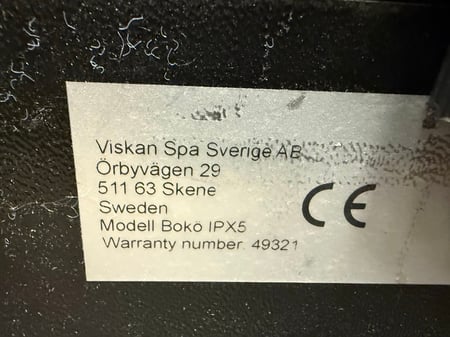 Viskan Spa Sverige AB
Örbyvägen 29
511 63 Skene
Sweden
Modell Bokö IPX5
Warranty number 49321
CE